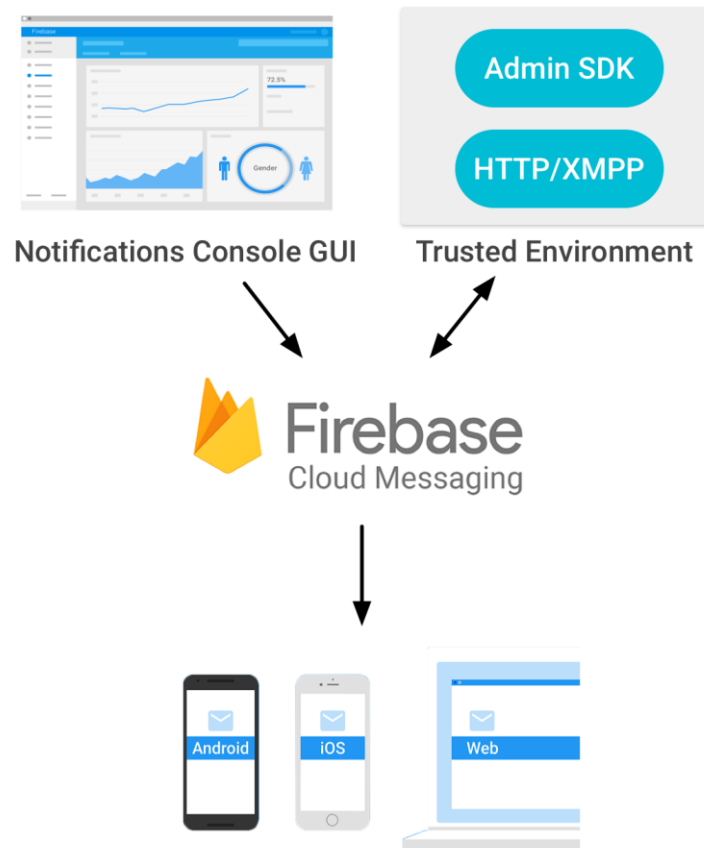 Firebase
72.5%
Gender
Admin SDK
HTTP/XMPP
Notifications Console GUI
Trusted Environment
Firebase
Cloud Messaging
Android
iOS
Web